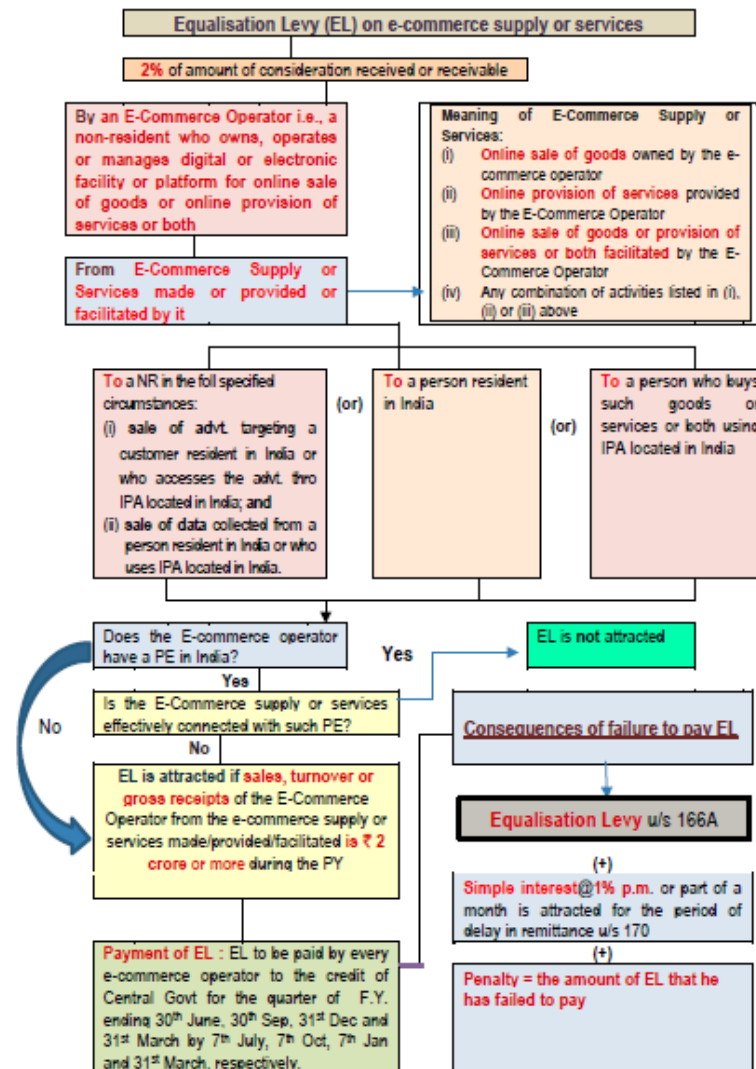 Equalisation Levy (EL) on e-commerce supply or services
2% of amount of consideration received or receivable
By an E-Commerce Operator i.e., a
non-resident who owns, operates
or manages digital or electronic
facility or platform for online sale
of goods or online provision of
services or both
Meaning of E-Commerce Supply or
Services:
(i) Online sale of goods owned by the e-
commerce operator
(ii) Online provision of services provided
by the E-Commerce Operator
(iii) Online sale of goods or provision of
services or both facilitated by the E-
Commerce Operator
(iv) Any combination of activities listed in (i),
(ii) or (iii) above
From E-Commerce Supply or
Services made or provided or
facilitated by it
To a NR in the foll specified
circumstances:
(i) sale of advt. targeting a
customer resident in India or
who accesses the advt. thro
IPA located in India; and
(ii) sale of data collected from a
person resident in India or who
uses IPA located in India.
(or)
To a person resident
in India
(or)
To a person who buys
such goods or
services or both using
IPA located in India
Does the E-commerce operator
have a PE in India?
Yes
EL is not attracted
Yes
No
Is the E-Commerce supply or services
effectively connected with such PE?
No
EL is attracted if sales, turnover or
gross receipts of the E-Commerce
Operator from the e-commerce supply or
services made/provided/facilitated is ₹ 2
crore or more during the PY
Payment of EL : EL to be paid by every
e-commerce operator to the credit of
Central Govt for the quarter of F.Y.
ending 30th June, 30th Sep, 31st Dec and
31st March by 7th July, 7th Oct, 7th Jan
and 31st March, respectively.
Consequences of failure to pay EL
Equalisation Levy u/s 166A
(+)
Simple interest@1% p.m. or part of a
month is attracted for the period of
delay in remittance u/s 170
(+)
Penalty = the amount of EL that he
has failed to pay